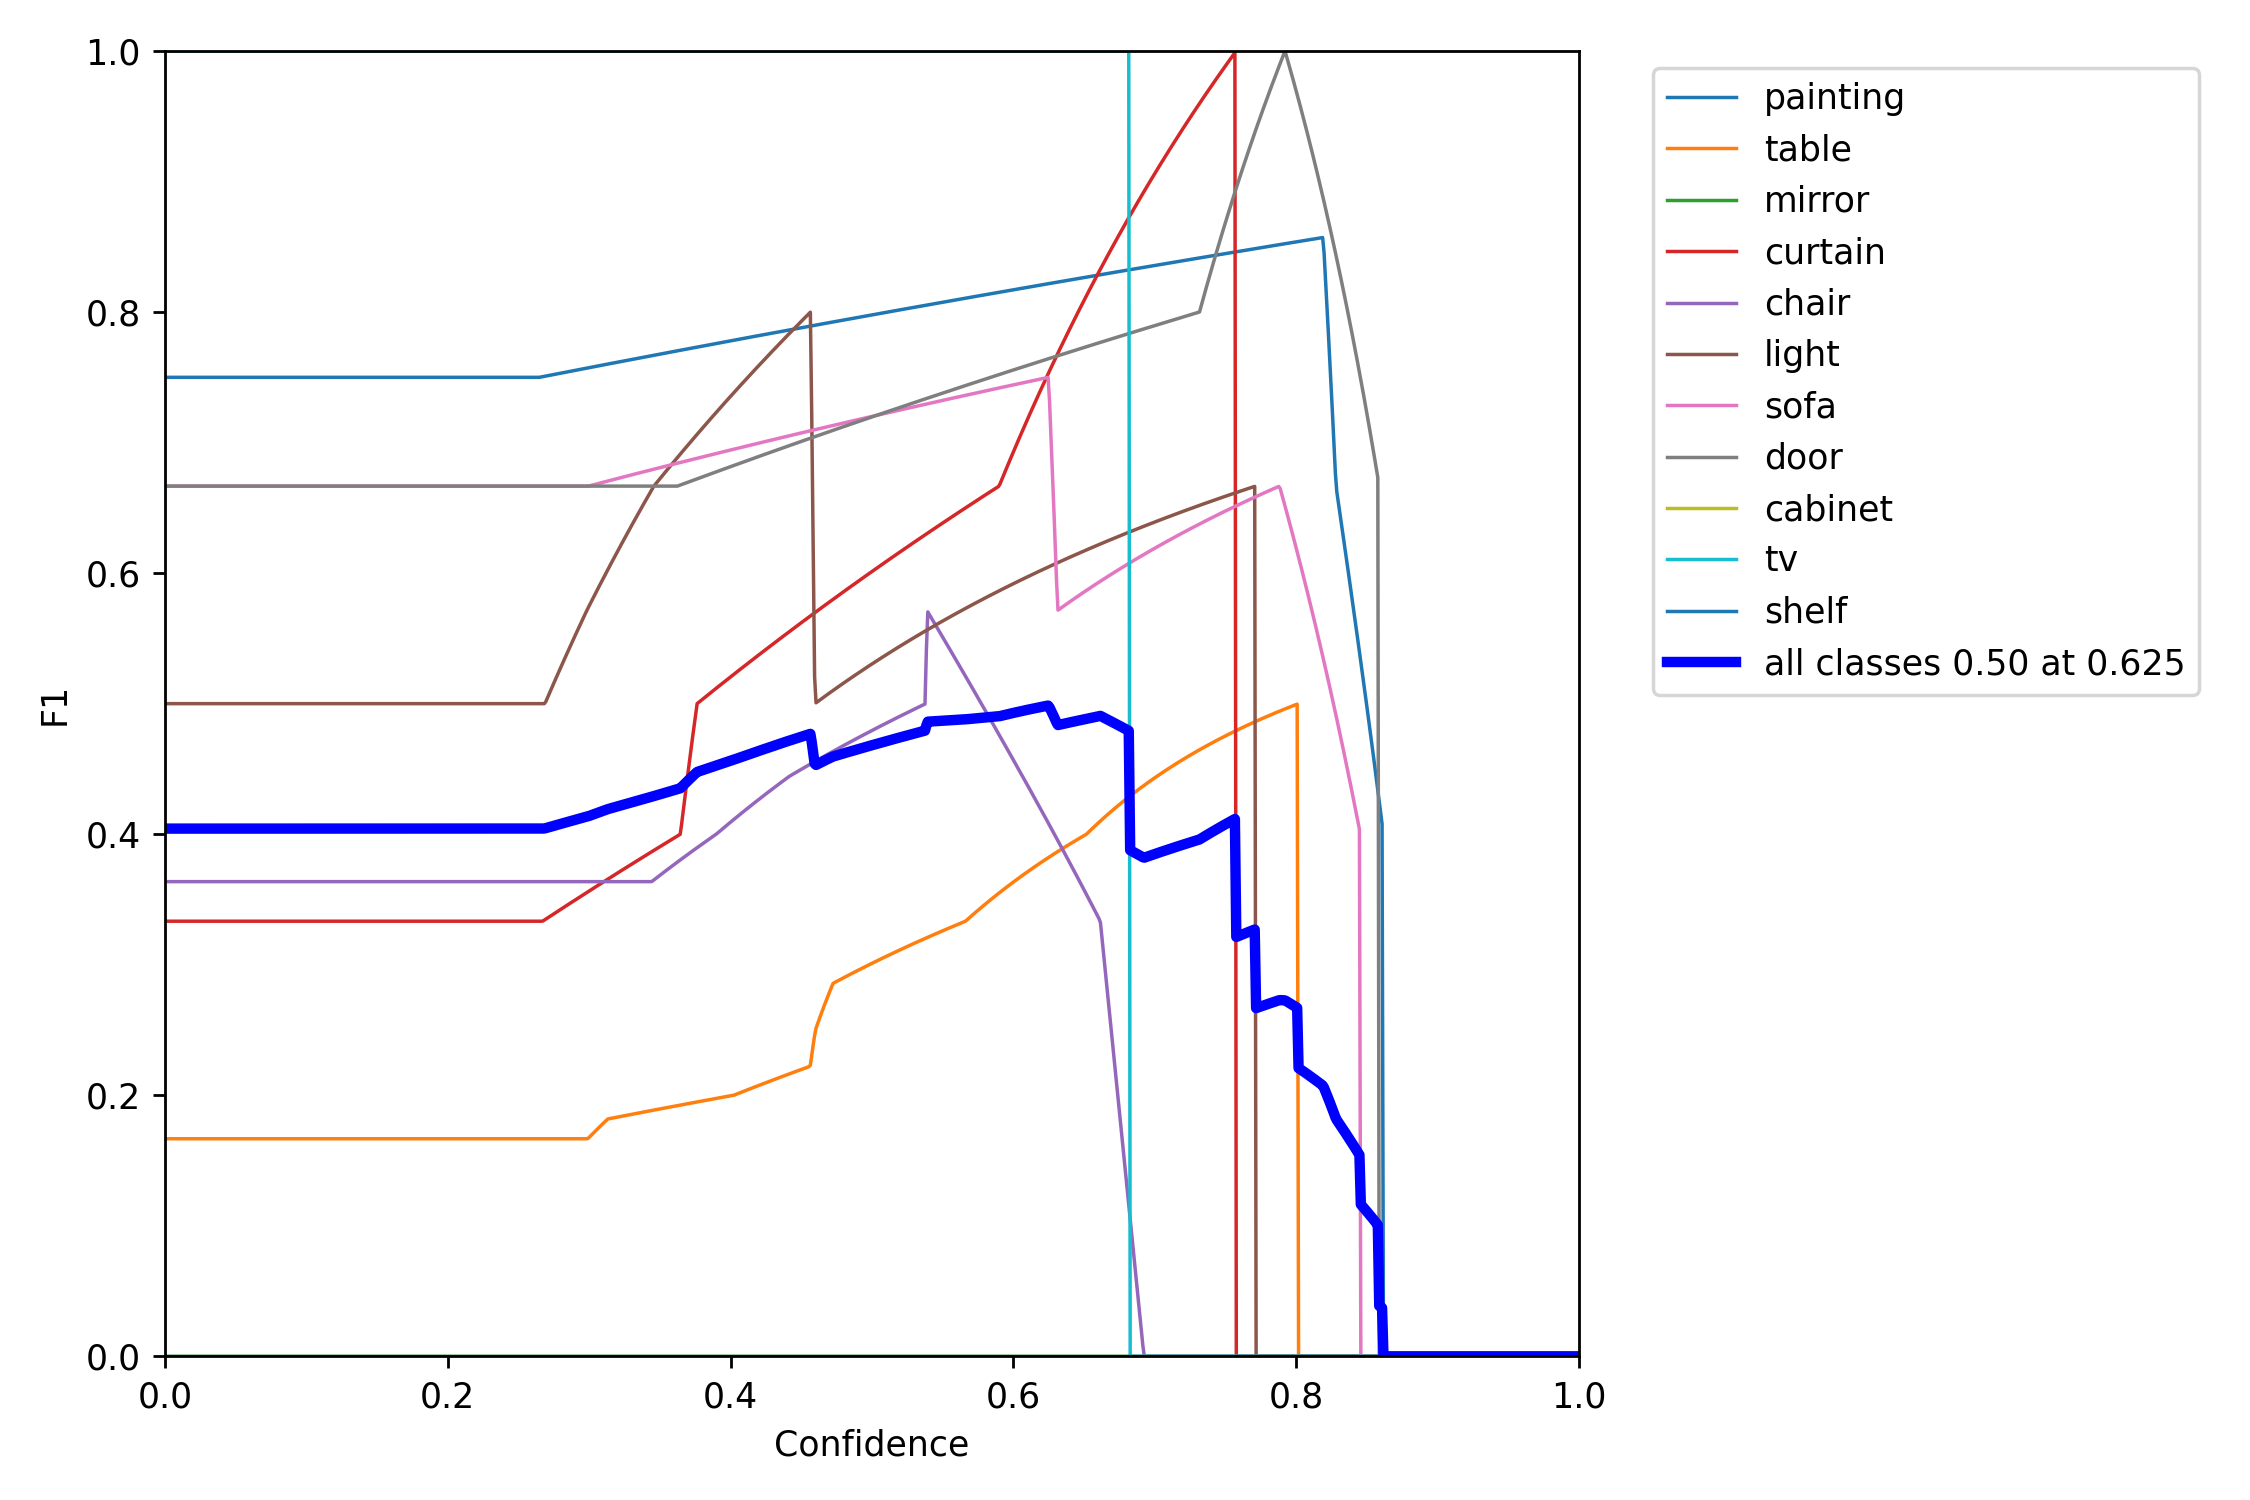 1.0
0.8
0.6
0.4
0.2
0.0
F1
0.0 0.2 0.4 0.6 0.8 1.0
Confidence
painting
table
mirror
curtain
chair
light
sofa
door
cabinet
tv
shelf
all classes 0.50 at 0.625